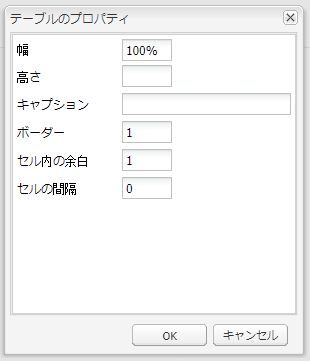 テーブルのプロパティ
幅 100%
高さ
キャプション
ボーダー 1
セル内の余白 1
セルの間隔 0
OK キャンセル